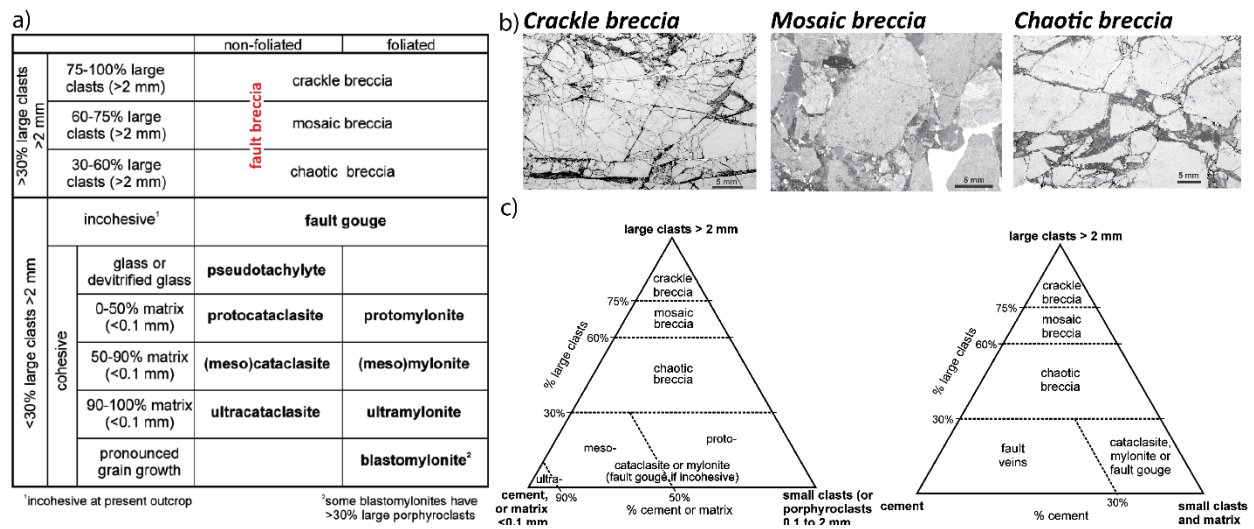 a)
non-foliated foliated
>30% large clasts
>2 mm
75-100% large
clasts (>2 mm)
crackle breccia
60-75% large
clasts (>2 mm)
mosaic breccia
30-60% large
clasts (>2 mm)
chaotic breccia
fault breccia
<30% large clasts >2 mm
incohesive¹
fault gouge
cohesive
glass or
devitrified glass
pseudotachylyte
0-50% matrix
(<0.1 mm)
protocataclasite protomylonite
50-90% matrix
(<0.1 mm)
(meso)cataclasite (meso)mylonite
90-100% matrix
(<0.1 mm)
ultracataclasite ultramylonite
pronounced
grain growth
blastomylonite²
¹incohesive at present outcrop
²some blastomylonites have
>30% large porphyroclasts
b)
Crackle breccia
Mosaic breccia
Chaotic breccia
5 mm
5 mm
5 mm
c)
large clasts > 2 mm
crackle
breccia
75%
mosaic
breccia
60%
chaotic
breccia
% large clasts
30%
meso-
proto-
cataclasite or mylonite
(fault gouge,if incohesive)
ultra-
cement,
or matrix
<0.1 mm
90%
50%
% cement or matrix
small clasts (or
porphyroclasts
0.1 to 2 mm
large clasts > 2 mm
crackle
breccia
75%
mosaic
breccia
60%
chaotic
breccia
% large clasts
30%
fault
veins
cataclasite,
mylonite or
fault gouge
cement
30%
% cement
small clasts
and matrix